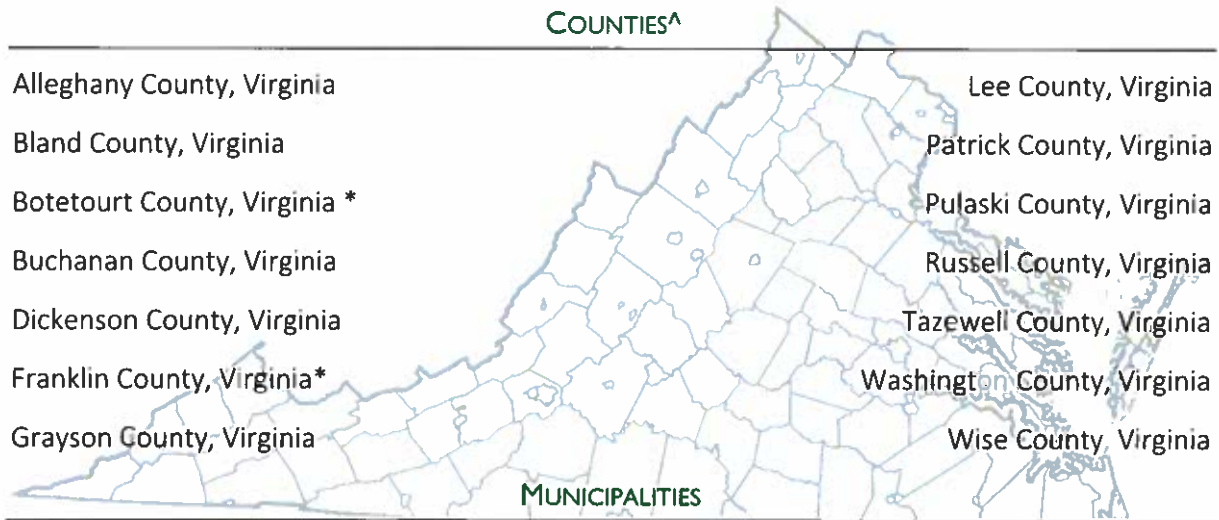 COUNTIES^
Alleghany County, Virginia
Bland County, Virginia
Botetourt County, Virginia *
Buchanan County, Virginia
Dickenson County, Virginia
Franklin County, Virginia*
Grayson County, Virginia
Lee County, Virginia
Patrick County, Virginia
Pulaski County, Virginia
Russell County, Virginia
Tazewell County, Virginia
Washington County, Virginia
Wise County, Virginia
MUNICIPALITIES